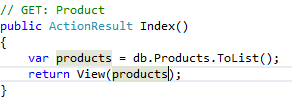 // GET: Product
public ActionResult Index()
{
    var products = db.Products.ToList();
    return View(products);
}